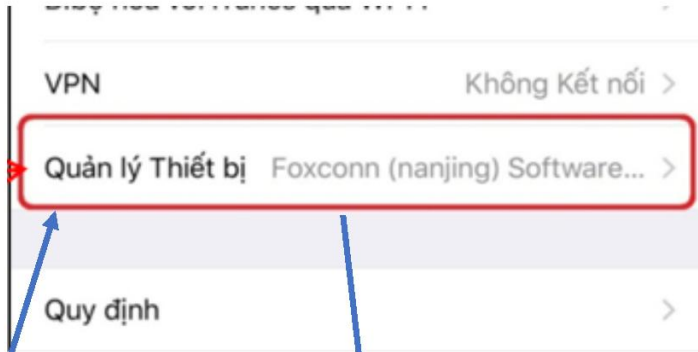 VPN Không Kết nối
Quản lý Thiết bị Foxconn (nanjing) Software...
Quy định